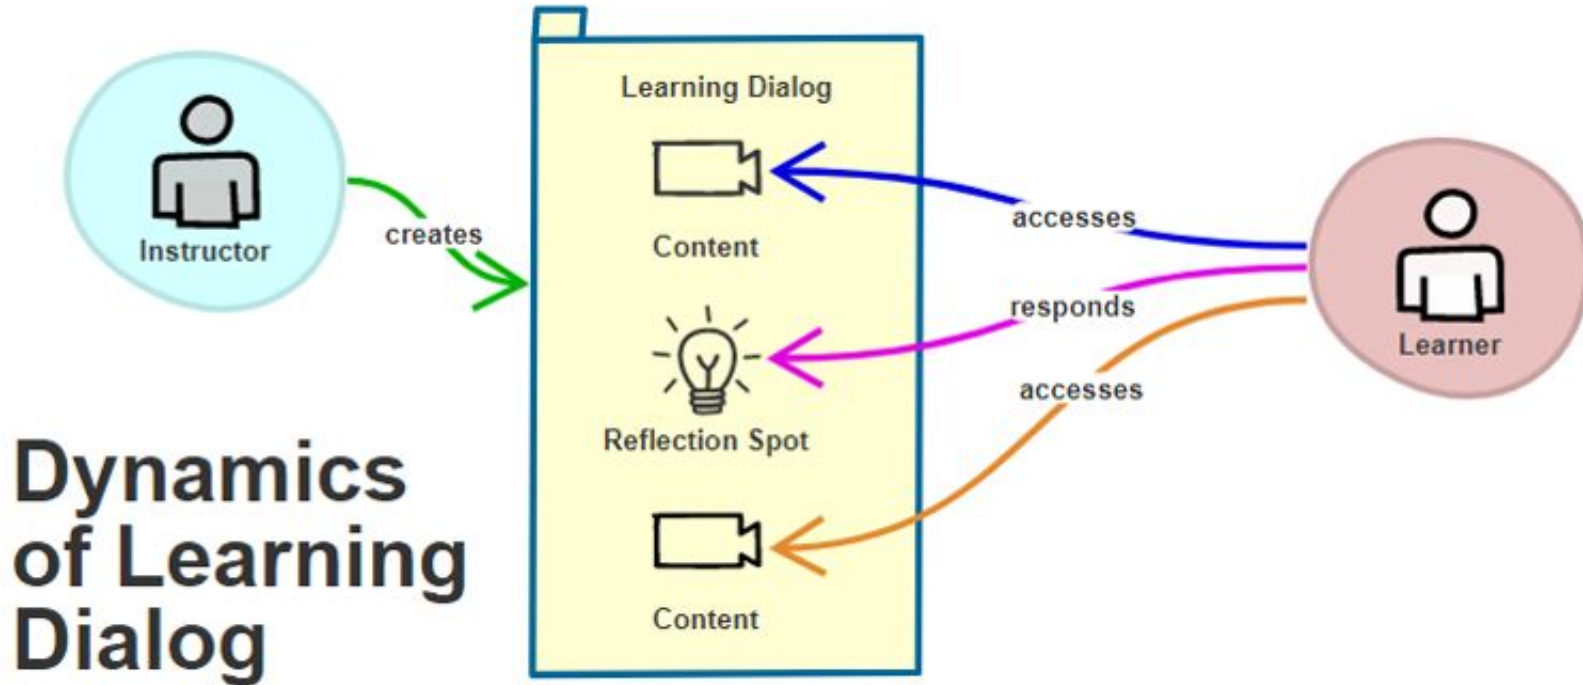 Learning Dialog
Instructor
creates
Content
accesses
responds
Learner
accesses
Reflection Spot
Content
Dynamics
of Learning
Dialog